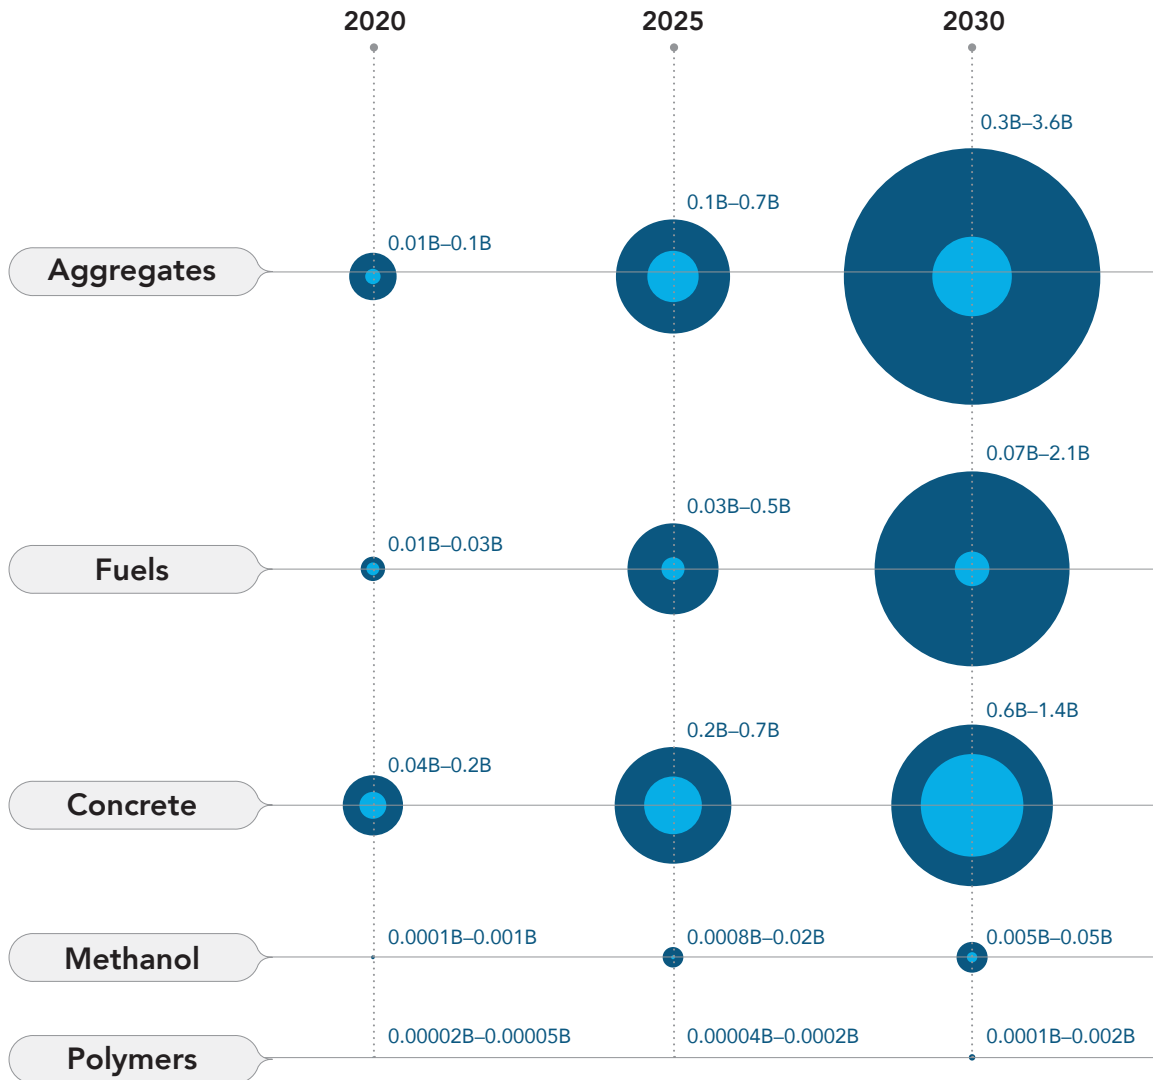 2020 2025 2030
0.3B–3.6B
0.1B–0.7B
0.01B–0.1B
Aggregates
0.07B–2.1B
0.03B–0.5B
0.01B–0.03B
Fuels
0.6B–1.4B
0.2B–0.7B
0.04B–0.2B
Concrete
0.0001B–0.001B 0.0008B–0.02B 0.005B–0.05B
Methanol
0.00002B–0.00005B 0.00004B–0.0002B 0.0001B–0.002B
Polymers